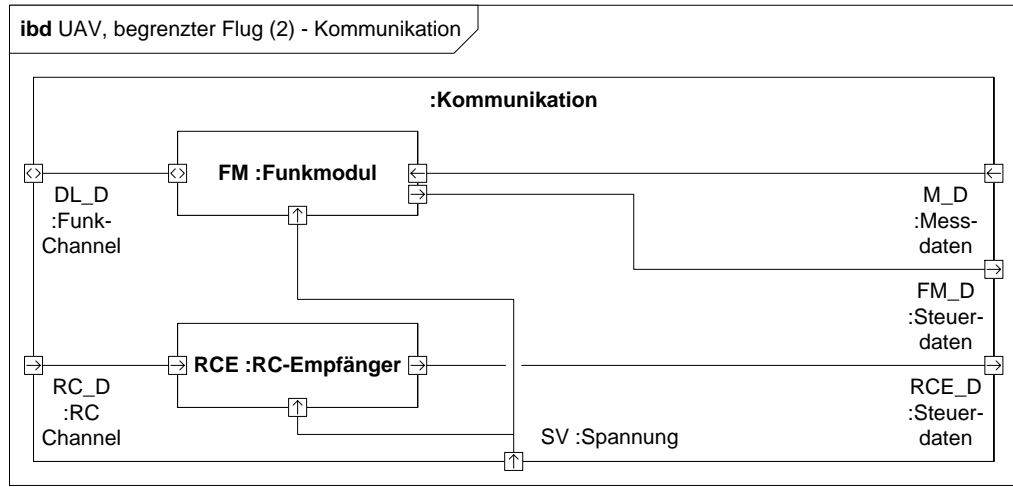 ibd UAV, begrenzter Flug (2) - Kommunikation
:Kommunikation
FM :Funkmodul
DL_D
:Funk-
Channel
M_D
:Mess-
daten
FM_D
:Steuer-
daten
RCE :RC-Empfänger
RC_D
:RC
Channel
RCE_D
:Steuer-
daten
SV :Spannung